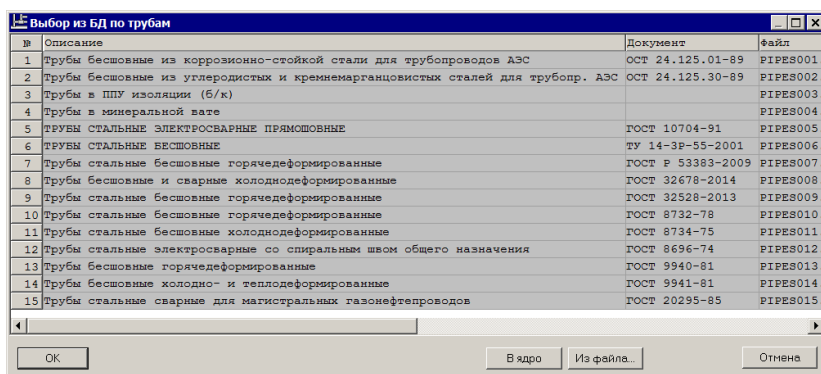 Выбор из БД по трубам
№ Описание Документ Файл
1 Трубы бесшовные из коррозионно-стойкой стали для трубопроводов АЭС ОСТ 24.125.01-89 PIPES001
2 Трубы бесшовные из углеродистых и кремнемарганцовистых сталей для трубопр. АЭС ОСТ 24.125.30-89 PIPES002
3 Трубы в ППУ изоляции (б/к) PIPES003
4 Трубы в минеральной вате PIPES004
5 ТРУБЫ СТАЛЬНЫЕ ЭЛЕКТРОСВАРНЫЕ ПРЯМОШОВНЫЕ ГОСТ 10704-91 PIPES005
6 ТРУБЫ СТАЛЬНЫЕ БЕСШОВНЫЕ ТУ 14-3Р-55-2001 PIPES006
7 Трубы стальные бесшовные горячедеформированные ГОСТ Р 53383-2009 PIPES007
8 Трубы бесшовные и сварные холоднодеформированные ГОСТ 32678-2014 PIPES008
9 Трубы стальные бесшовные горячедеформированные ГОСТ 32528-2013 PIPES009
10 Трубы стальные бесшовные горячедеформированные ГОСТ 8732-78 PIPES010
11 Трубы стальные бесшовные холоднодеформированные ГОСТ 8734-75 PIPES011
12 Трубы стальные электросварные со спиральным швом общего назначения ГОСТ 8696-74 PIPES012
13 Трубы бесшовные горячедеформированные ГОСТ 9940-81 PIPES013
14 Трубы бесшовные холодно- и теплодеформированные ГОСТ 9941-81 PIPES014
15 Трубы стальные сварные для магистральных газонефтепроводов ГОСТ 20295-85 PIPES015
OK В ядро Из файла... Отмена